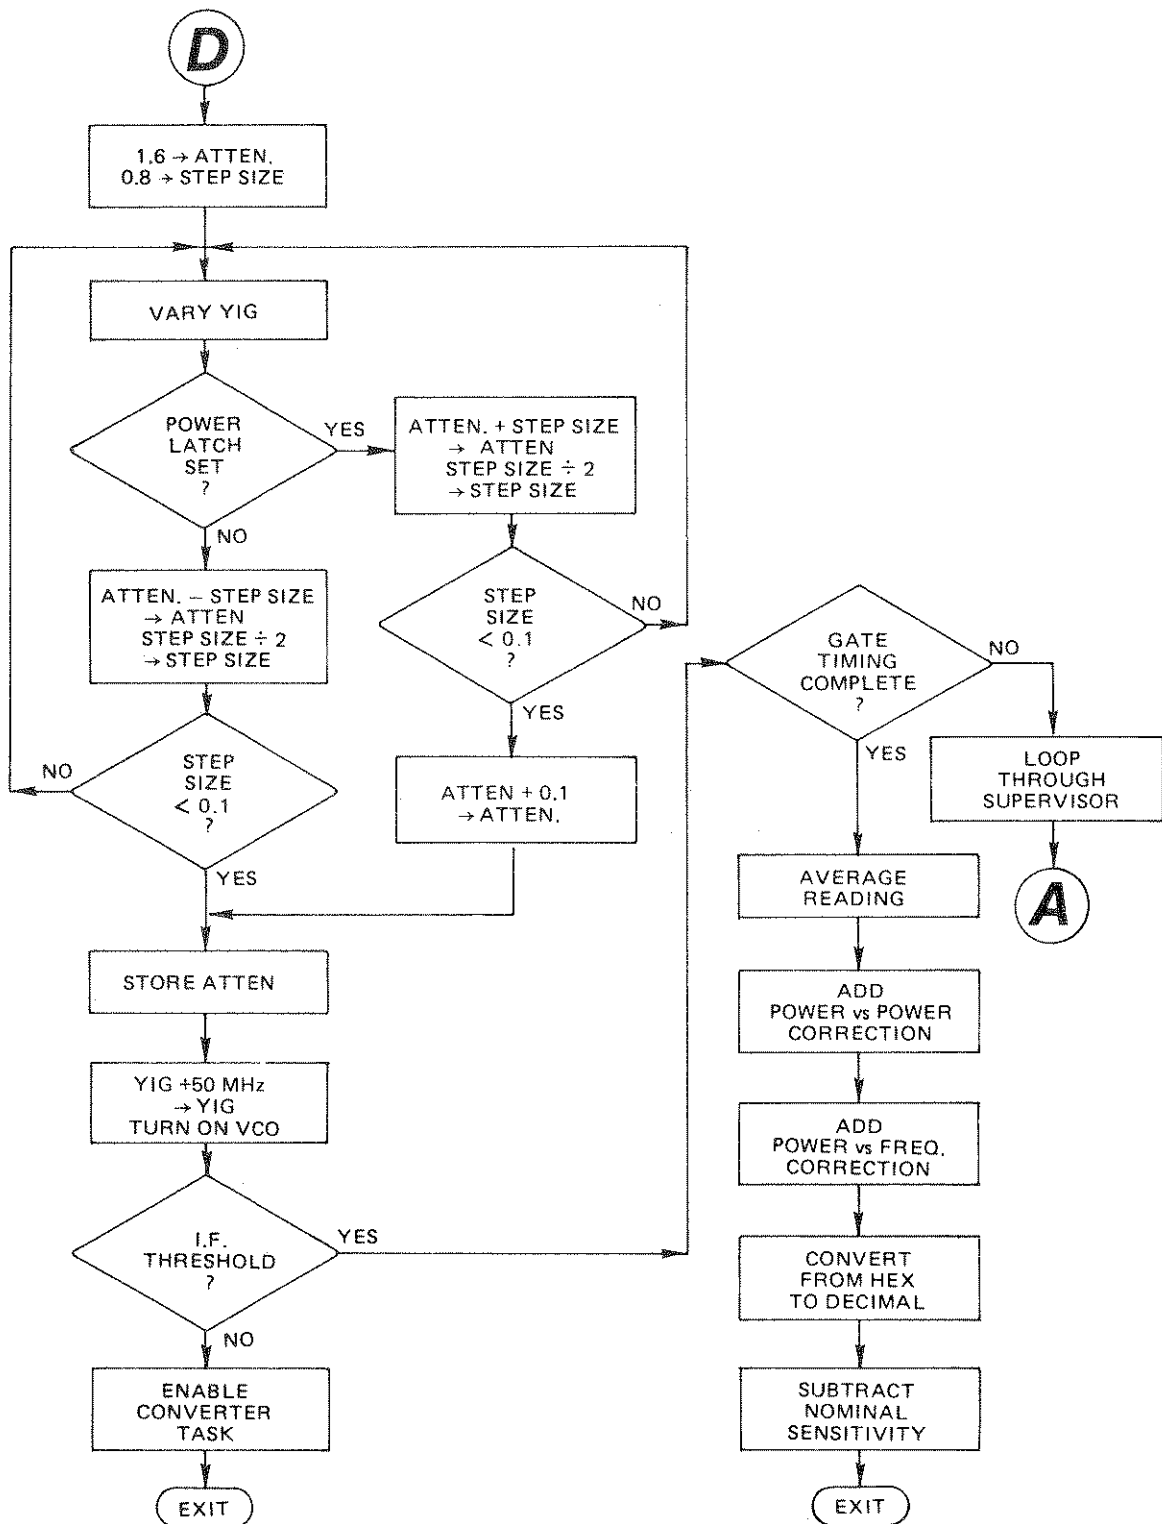 D
1.6 → ATTEN.
0.8 → STEP SIZE
VARY YIG
POWER
LATCH
SET
?
YES
NO
ATTEN. + STEP SIZE
→ ATTEN
STEP SIZE ÷ 2
→ STEP SIZE
ATTEN. – STEP SIZE
→ ATTEN
STEP SIZE ÷ 2
→ STEP SIZE
STEP
SIZE
< 0.1
?
NO
YES
STEP
SIZE
< 0.1
?
NO
YES
ATTEN + 0.1
→ ATTEN.
STORE ATTEN
YIG +50 MHz
→ YIG
TURN ON VCO
I.F.
THRESHOLD
?
YES
NO
ENABLE
CONVERTER
TASK
EXIT
GATE
TIMING
COMPLETE
?
NO
YES
LOOP
THROUGH
SUPERVISOR
A
AVERAGE
READING
ADD
POWER vs POWER
CORRECTION
ADD
POWER vs FREQ.
CORRECTION
CONVERT
FROM HEX
TO DECIMAL
SUBTRACT
NOMINAL
SENSITIVITY
EXIT